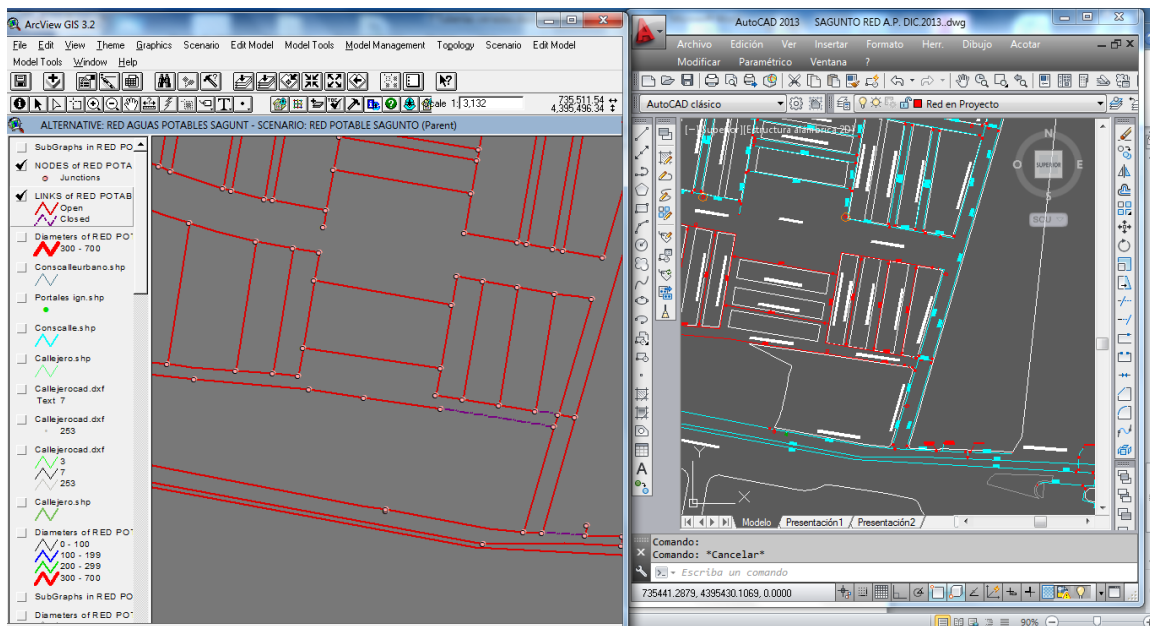 ArcView GIS 3.2
File Edit View Theme Graphics Scenario Edit Model Model Tools Model Management Topology Scenario Edit Model
Model Tools Window Help
cale 1: 3,132
735,511.54
4,395,496.34
ALTERNATIVE: RED AGUAS POTABLES SAGUNT - SCENARIO: RED POTABLE SAGUNTO (Parent)
SubGraphs in RED PO
NODES of RED POTA
Junctions
LINKS of RED POTAB
Open
Closed
Diameters of RED PO
300 - 700
Conscalleurbano.shp
Portales ign.shp
Conscalle.shp
Callejero.shp
Callejerocad.dxf
Text 7
Callejerocad.dxf
253
Callejerocad.dxf
3
7
253
Callejero.shp
Diameters of RED PO
0 - 100
100 - 199
200 - 299
300 - 700
SubGraphs in RED PO
Diameters of RED PO
AutoCAD 2013 SAGUNTO RED A.P. DIC.2013..dwg
Archivo Edición Ver Insertar Formato Herr. Dibujo Acotar
Modificar Paramétrico Ventana ?
AutoCAD clásico
Red en Proyecto
[-][Superior][Estructura alámbrica 2D]
N
O
SUPERIOR
E
S
SCU
Y
X
Modelo Presentación1 Presentación2
Comando:
Comando: *Cancelar*
Escriba un comando
735441.2879, 4395430.1069, 0.0000
90%